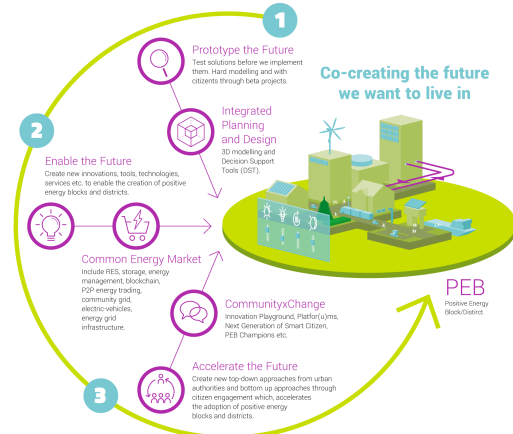 1
Prototype the Future
Test solutions before we implement
them. Hard modelling and with
citizents through beta projects.
Co-creating the future
we want to live in
Integrated
Planning
and Design
3D modelling and
Decision Support
Tools (DST).
2
Enable the Future
Create new innovations, tools, technologies,
services etc. to enable the creation of positive
energy blocks and districts.
Common Energy Market
Include RES, storage, energy
management, blockchain,
P2P energy trading,
community grid,
electric-vehicles,
energy grid
infrastructure.
PEB
Positive Energy
Block/Distirct
CommunityxChange
Innovation Playground, Platfor(u)ms,
Next Generation of Smart Citizen,
PEB Champions etc.
3
Accelerate the Future
Create new top-down approaches from urban
authorities and bottom up approaches through
citizen engagement which, accelerates
the adoption of positive energy
blocks and districts.